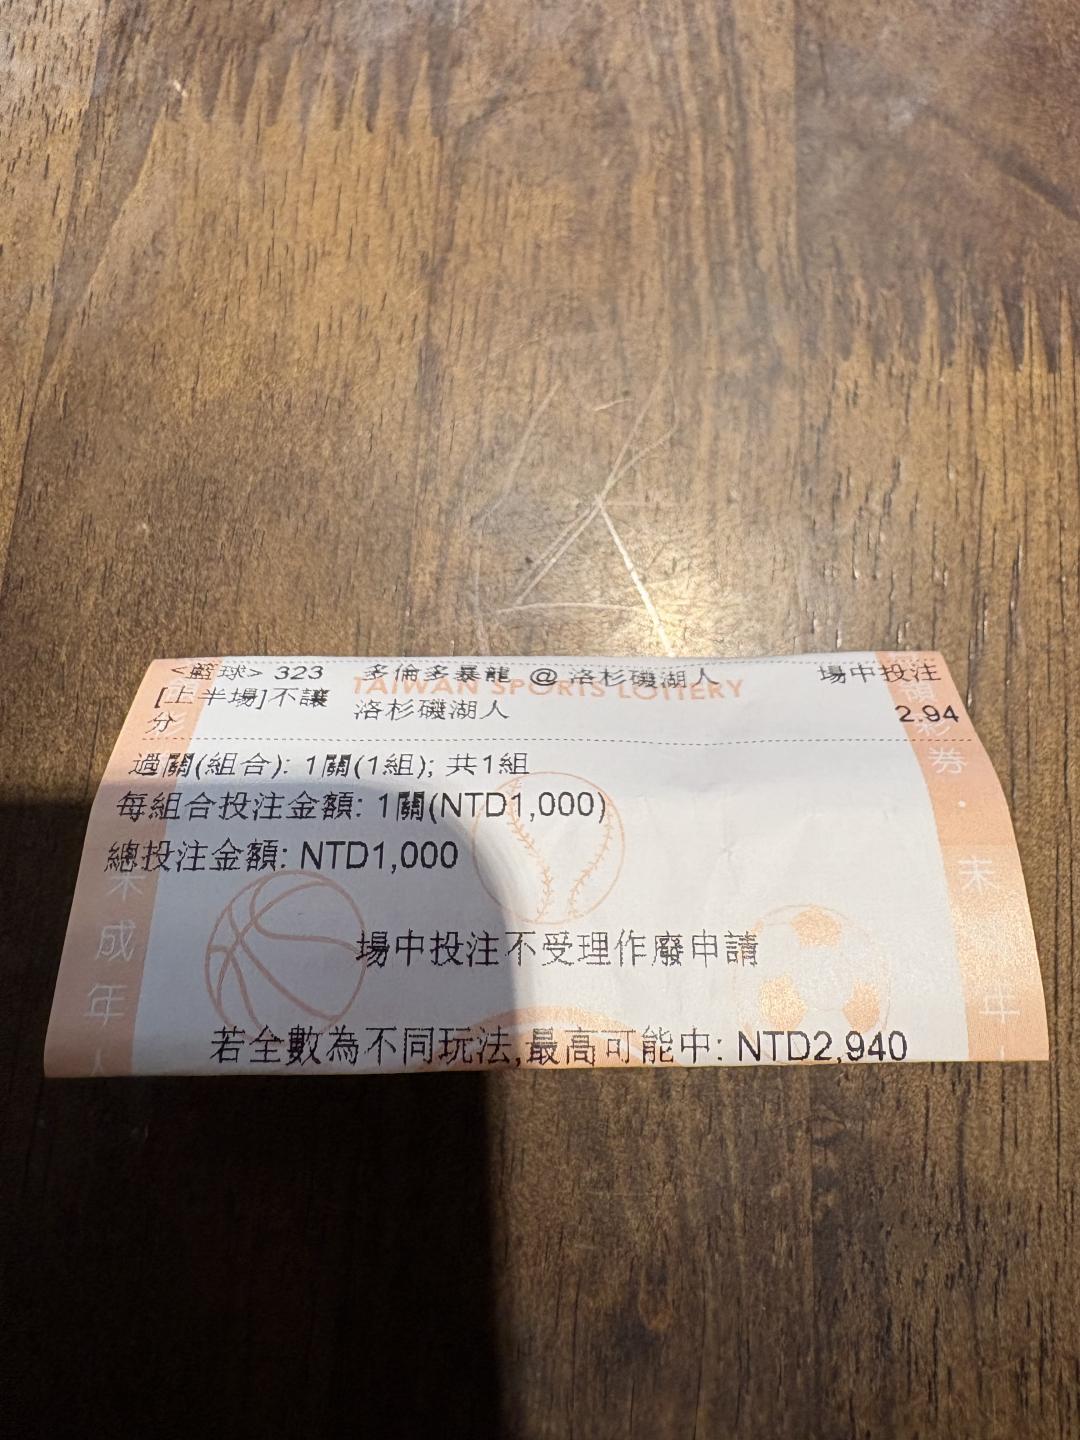 <籃球> 323 多倫多暴龍 @ 洛杉磯湖人 場中投注
TAIWAN SPORTS LOTTERY
[上半場]不讓分 洛杉磯湖人 2.94
過關(組合): 1關(1組); 共1組
每組合投注金額: 1關(NTD1,000)
總投注金額: NTD1,000
場中投注不受理作廢申請
若全數為不同玩法,最高可能中: NTD2,940
未成年人
彩券.未年